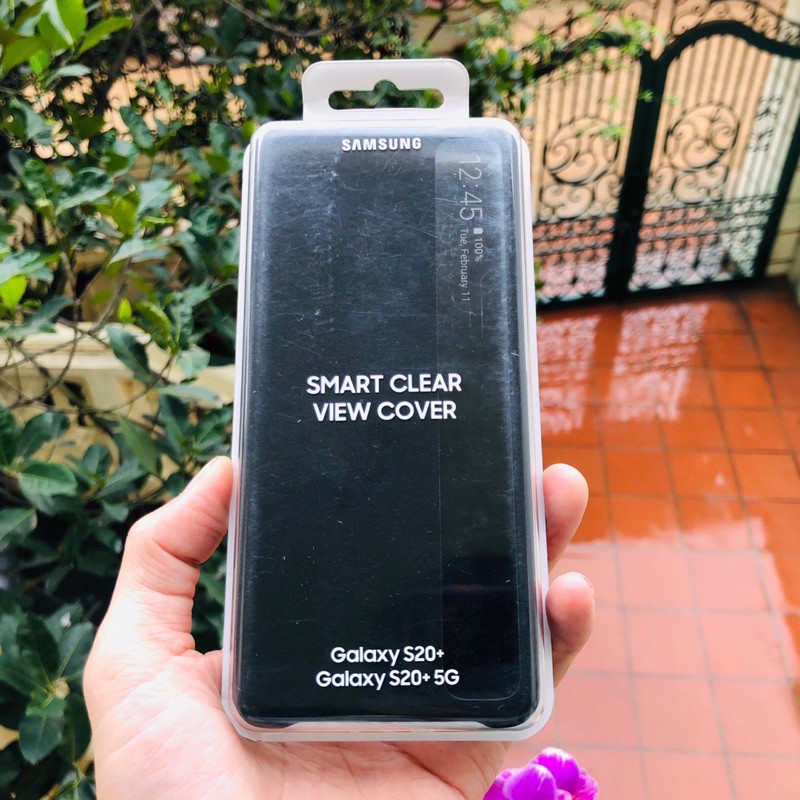 SAMSUNG
12:45
100%
Tue, February 11
SMART CLEAR
VIEW COVER
Galaxy S20+
Galaxy S20+ 5G